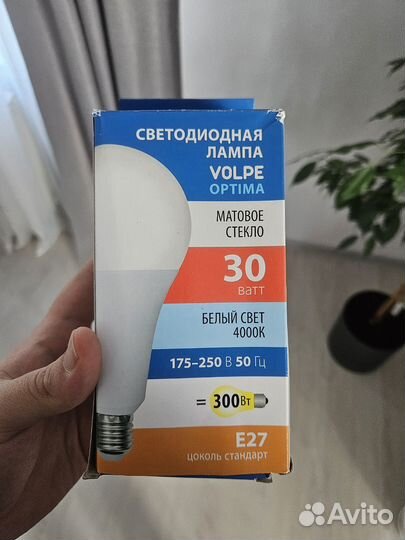 СВЕТОДИОДНАЯ
ЛАМПА
VOLPE
OPTIMA
МАТОВОЕ
СТЕКЛО
30
ватт
БЕЛЫЙ СВЕТ
4000К
175–250 В 50 Гц
= 300Вт
E27
цоколь стандарт
Avito